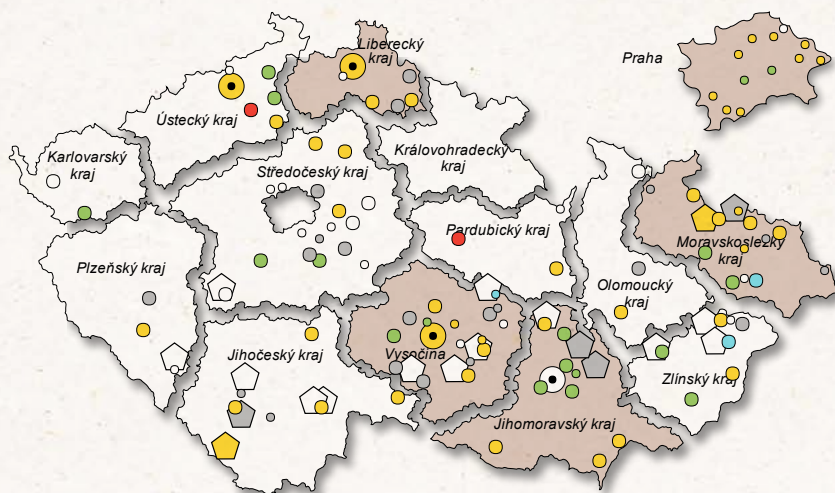 Liberecký
kraj
Praha
Ústecký kraj
Karlovarský
kraj
Středočeský kraj
Královohradecký
kraj
Pardubický kraj
Moravskoslezký
kraj
Plzeňský kraj
Olomoucký
kraj
Jihočeský kraj
Vysočina
Zlínský kraj
Jihomoravský kraj